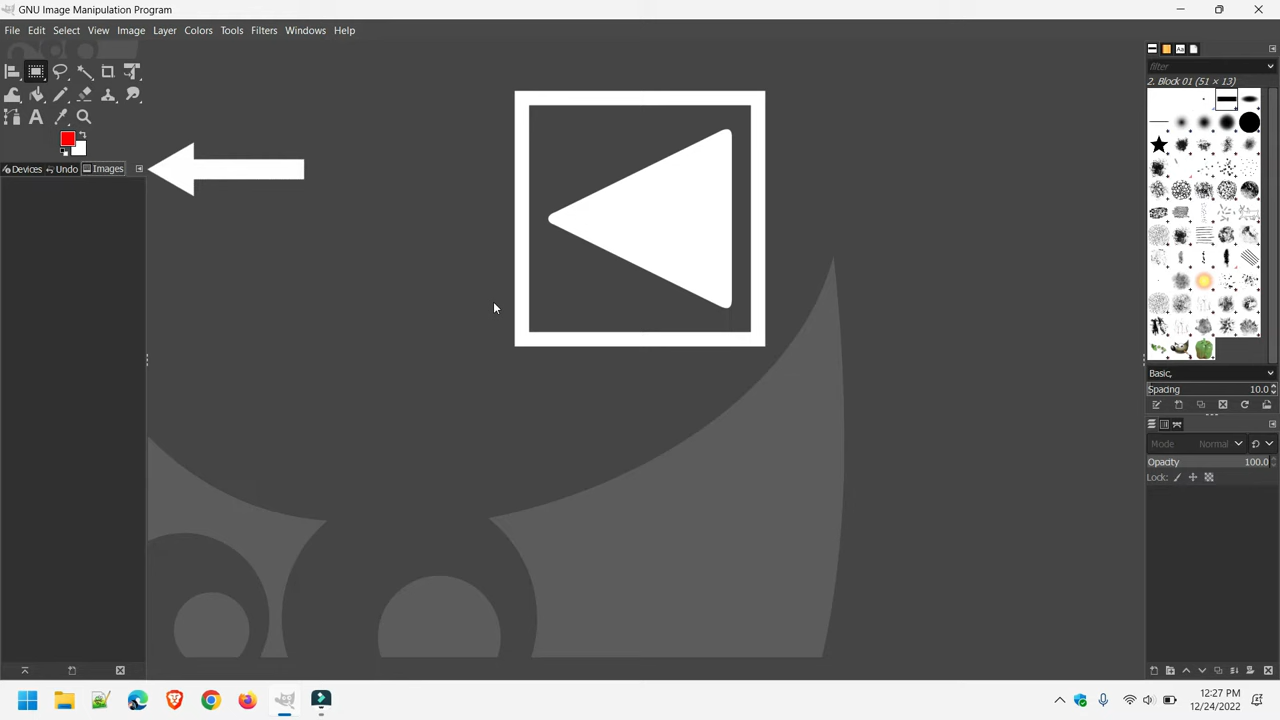 GNU Image Manipulation Program
File Edit Select View Image Layer Colors Tools Filters Windows Help
filter
2. Block 01 (51 × 13)
Devices Undo Images
Basic,
Spacing 10.0
Mode Normal
Opacity 100.0
Lock:
12:27 PM
12/24/2022